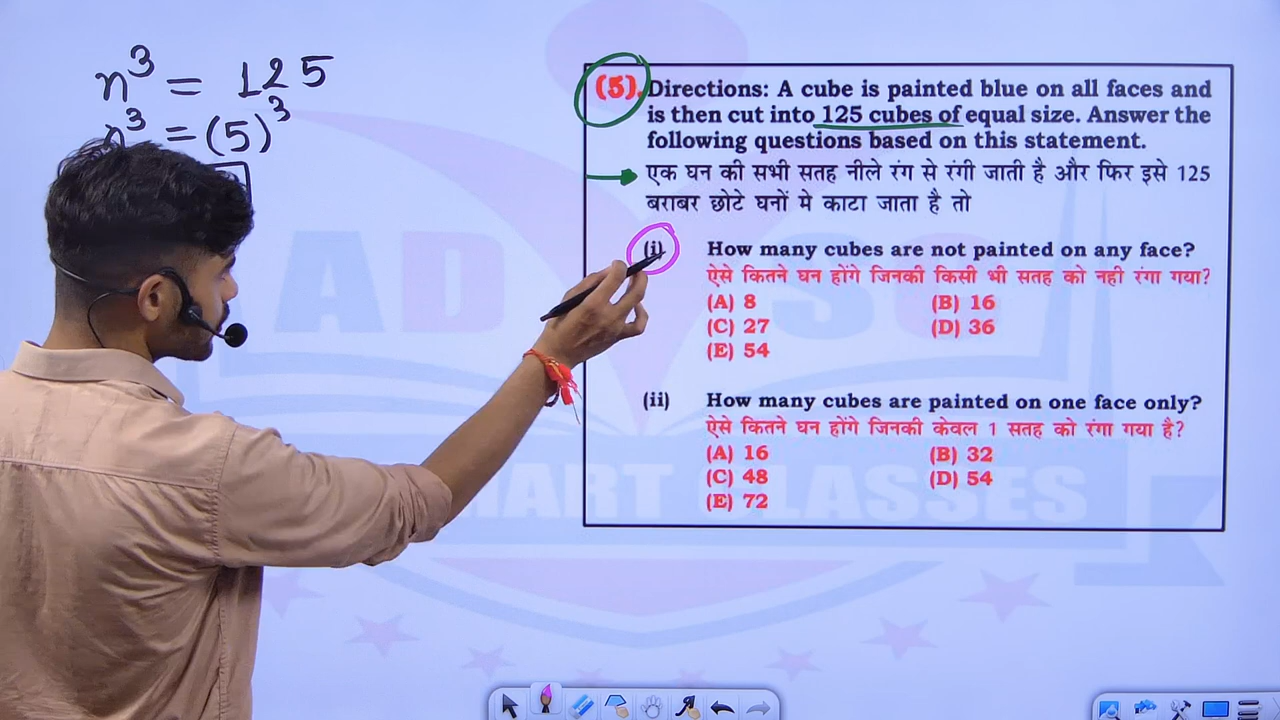 n³ = 125
n³ = (5)³
(5). Directions: A cube is painted blue on all faces and
is then cut into 125 cubes of equal size. Answer the
following questions based on this statement.
एक घन की सभी सतह नीले रंग से रंगी जाती है और फिर इसे 125
बराबर छोटे घनों मे काटा जाता है तो
(i) How many cubes are not painted on any face?
ऐसे कितने घन होंगे जिनकी किसी भी सतह को नही रंगा गया?
(A) 8 (B) 16
(C) 27 (D) 36
(E) 54
(ii) How many cubes are painted on one face only?
ऐसे कितने घन होंगे जिनकी केवल 1 सतह को रंगा गया है?
(A) 16 (B) 32
(C) 48 (D) 54
(E) 72